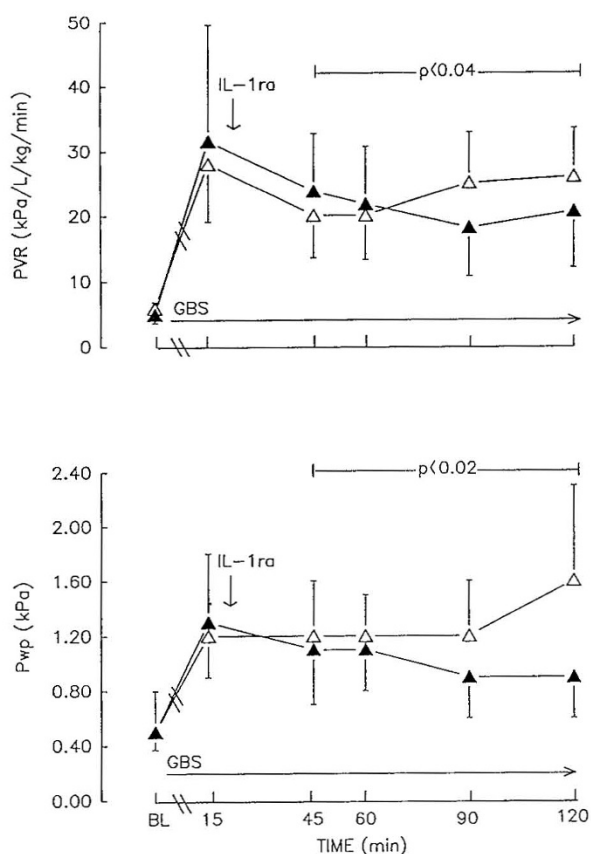 50
40
30
20
10
0
PVR (kPa/L/kg/min)
IL-1ra
p<0.04
GBS
2.40
2.00
1.60
1.20
0.80
0.40
0.00
Pwp (kPa)
IL-1ra
p<0.02
GBS
BL 15 45 60 90 120
TIME (min)